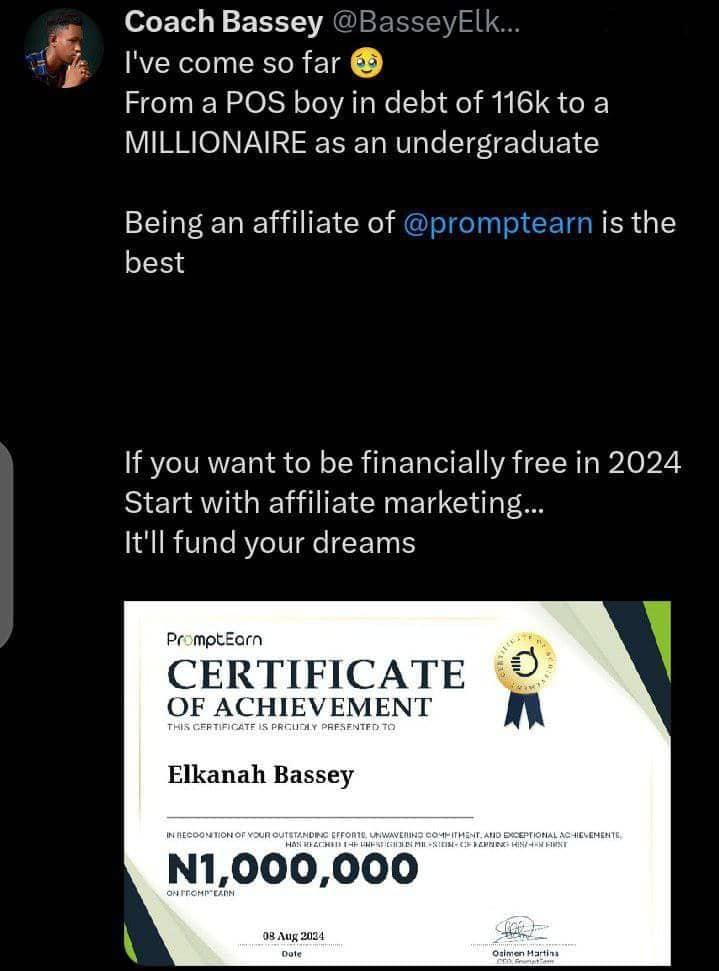 Coach Bassey @BasseyElk...
I've come so far 🥹
From a POS boy in debt of 116k to a
MILLIONAIRE as an undergraduate
Being an affiliate of @promptearn is the
best
If you want to be financially free in 2024
Start with affiliate marketing...
It'll fund your dreams
PromptEarn
CERTIFICATE
OF ACHIEVEMENT
THIS CERTIFICATE IS PROUDLY PRESENTED TO
CERTIFICATE OF ACHIEVEMENT
Elkanah Bassey
IN RECOGNITION OF YOUR OUTSTANDING EFFORTS, UNWAVERING COMMITMENT, AND EXCEPTIONAL ACHIEVEMENTS,
HAS REACHED THE PRESTIGIOUS MILESTONE OF EARNING HIS/HER FIRST
N1,000,000
ON PROMPTEARN
08 Aug 2024
Date
Osimen Martins
CEO, PromptEarn